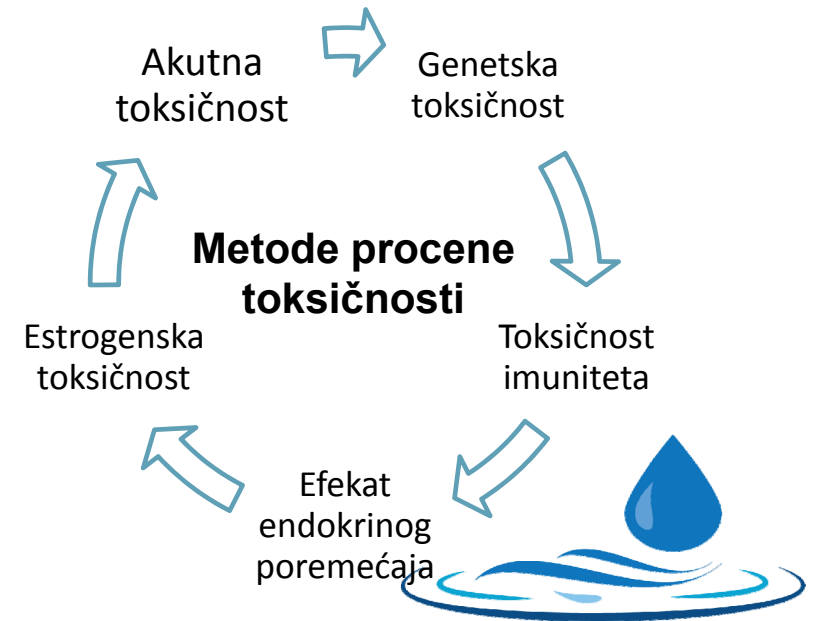 Akutna
toksičnost
Genetska
toksičnost
Metode procene
toksičnosti
Estrogenska
toksičnost
Toksičnost
imuniteta
Efekat
endokrinog
poremećaja